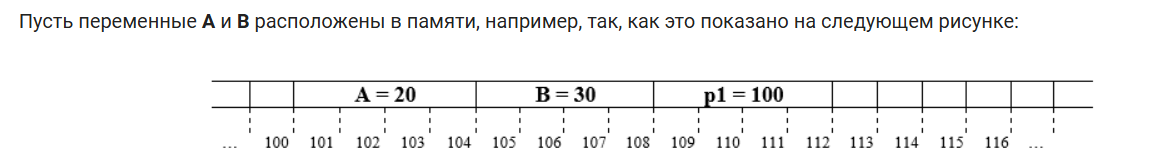 Пусть переменные A и B расположены в памяти, например, так, как это показано на следующем рисунке:
A = 20 B = 30 p1 = 100
... 100 101 102 103 104 105 106 107 108 109 110 111 112 113 114 115 116 ...